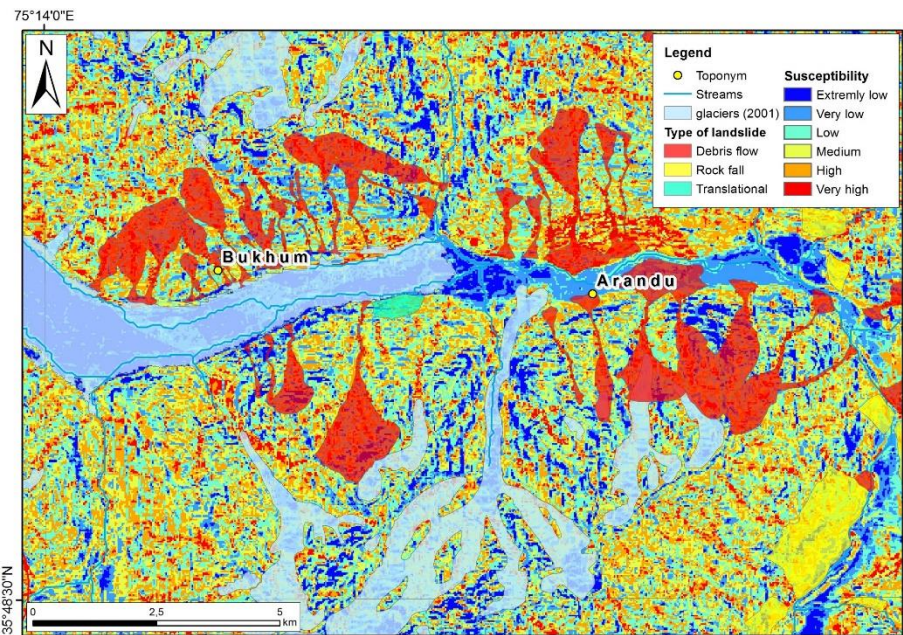 75°14'0"E
N
Legend
Toponym
Streams
glaciers (2001)
Type of landslide
Debris flow
Rock fall
Translational
Susceptibility
Extremly low
Very low
Low
Medium
High
Very high
Bukhum
Arandu
35°48'30"N
0 2,5 5
km